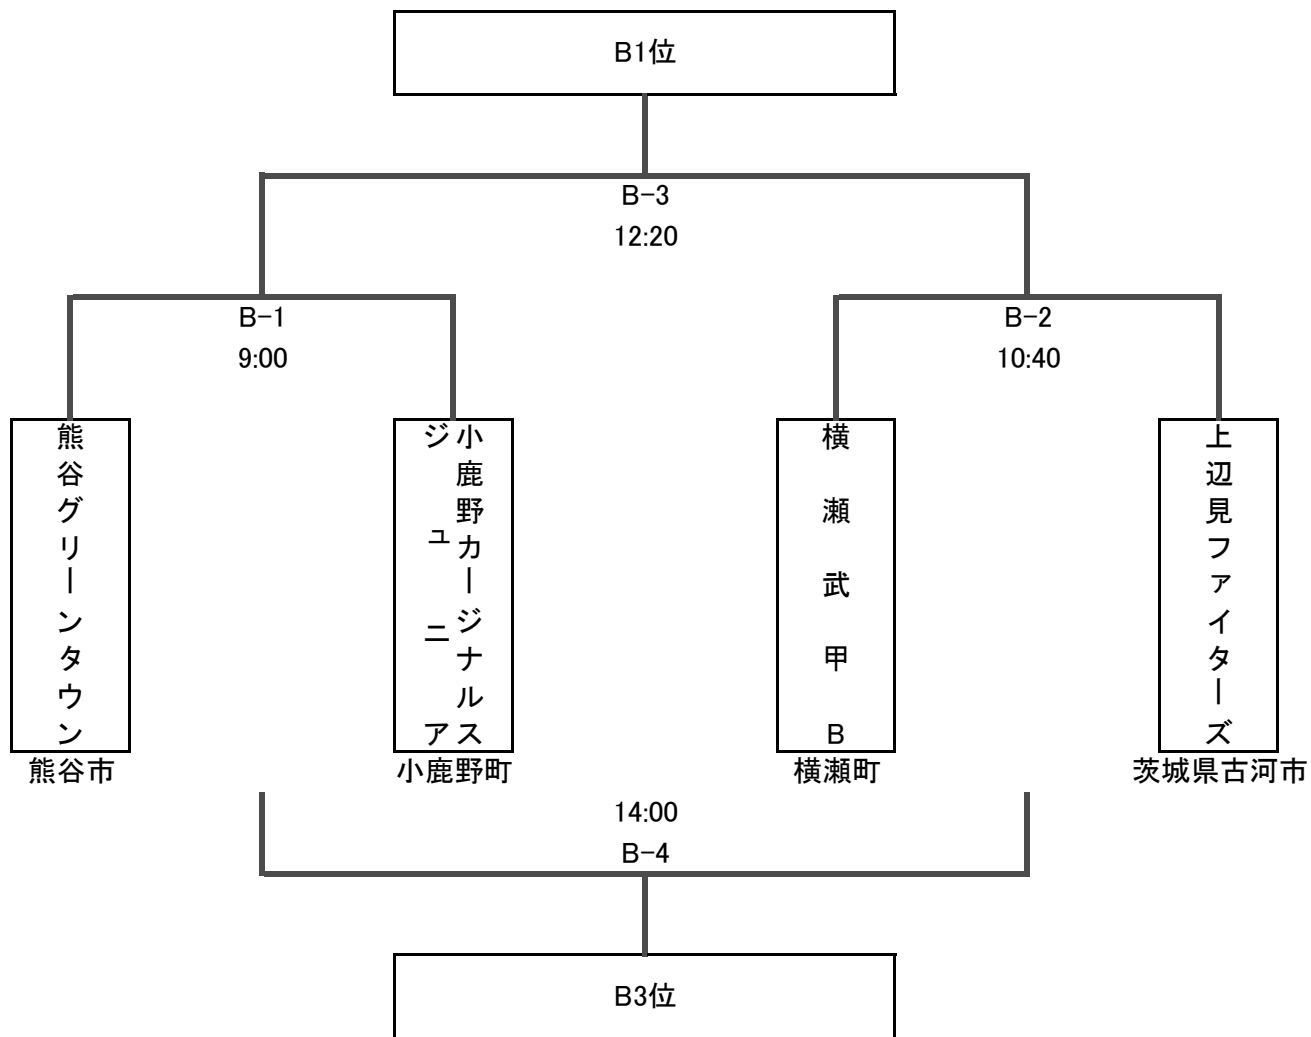 B1位
B-3
12:20
B-1
9:00
B-2
10:40
熊谷グリーンタウン
小鹿野カージナルス
ジュニア
横瀬武甲B
上辺見ファイターズ
熊谷市
小鹿野町
横瀬町
茨城県古河市
14:00
B-4
B3位